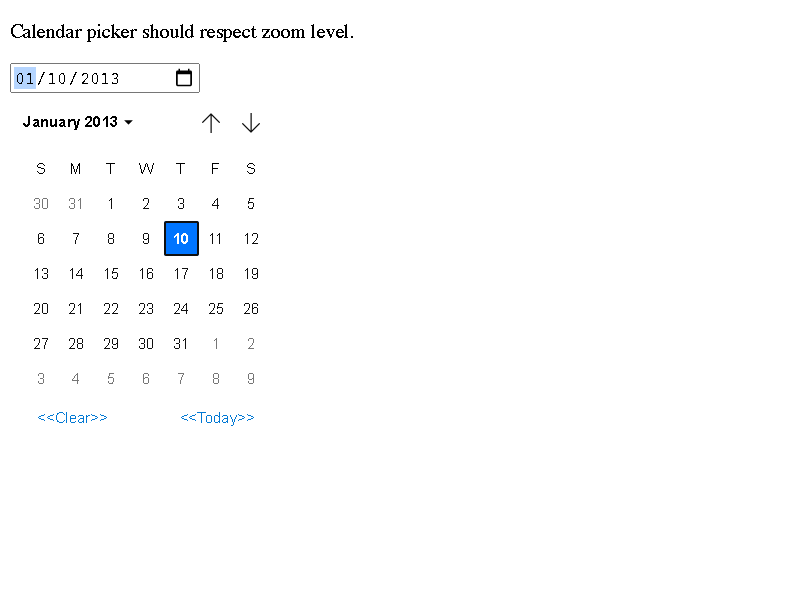 Calendar picker should respect zoom level.
01/10/2013
January 2013
S M T W T F S
30 31 1 2 3 4 5
6 7 8 9 10 11 12
13 14 15 16 17 18 19
20 21 22 23 24 25 26
27 28 29 30 31 1 2
3 4 5 6 7 8 9
<<Clear>> <<Today>>